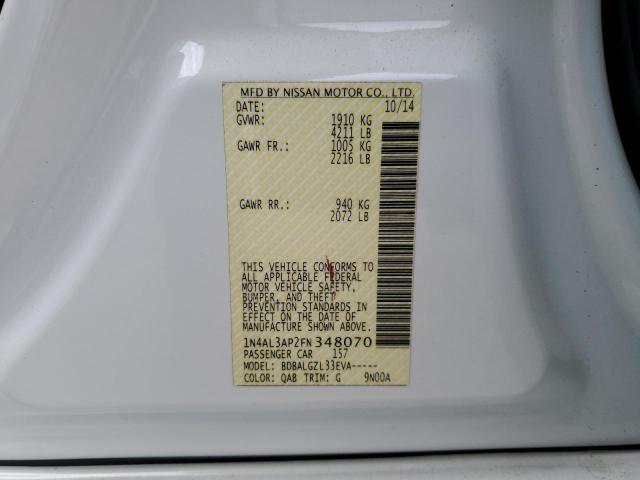 MFD BY NISSAN MOTOR CO., LTD.
DATE: 10/14
GVWR: 1910 KG
4211 LB
GAWR FR.: 1005 KG
2216 LB
GAWR RR.: 940 KG
2072 LB
THIS VEHICLE CONFORMS TO
ALL APPLICABLE FEDERAL
MOTOR VEHICLE SAFETY,
BUMPER, AND THEFT
PREVENTION STANDARDS IN
EFFECT ON THE DATE OF
MANUFACTURE SHOWN ABOVE.
1N4AL3AP2FN348070
PASSENGER CAR 157
MODEL: BDBALGZL33EVA-----
COLOR: QAB TRIM: G 9N00A